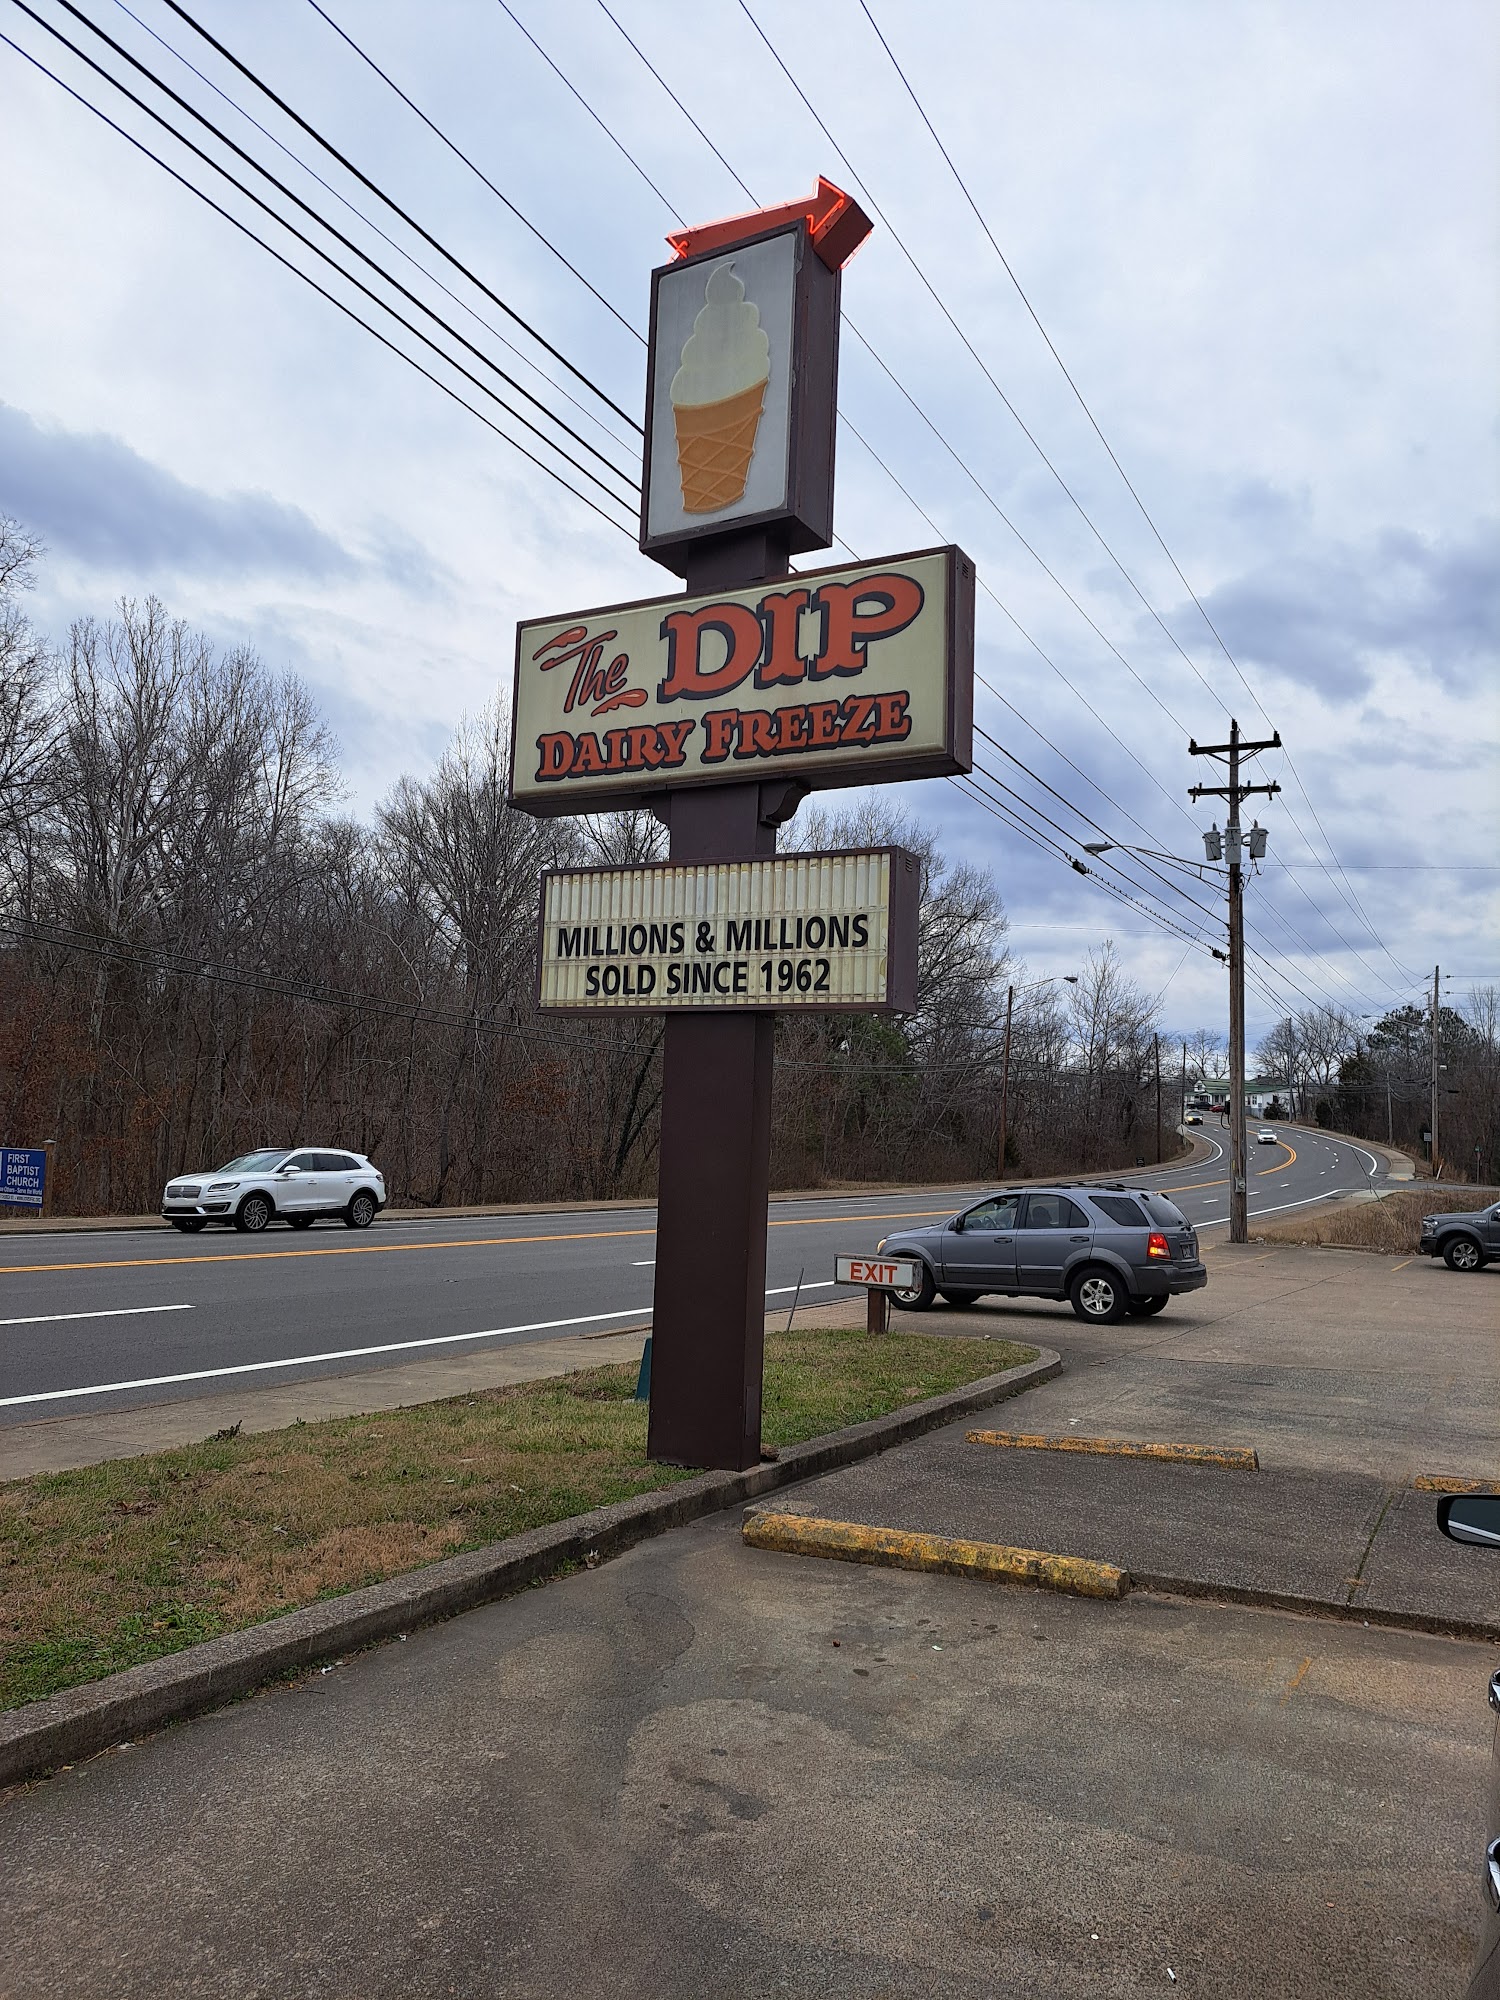 The DIP
DAIRY FREEZE
MILLIONS & MILLIONS
SOLD SINCE 1962
EXIT
FIRST
BAPTIST
CHURCH